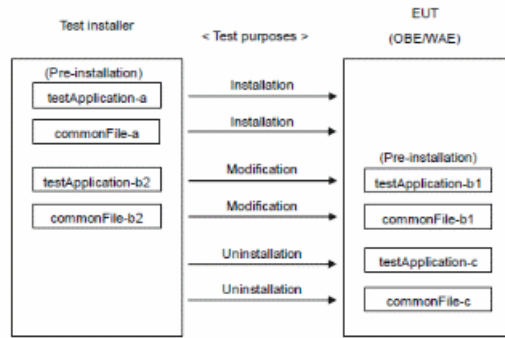 Test installer
< Test purposes >
EUT
(OBE/WAE)
(Pre-installation)
testApplication-a
commonFile-a
testApplication-b2
commonFile-b2
Installation
Installation
Modification
Modification
Uninstallation
Uninstallation
(Pre-installation)
testApplication-b1
commonFile-b1
testApplication-c
commonFile-c